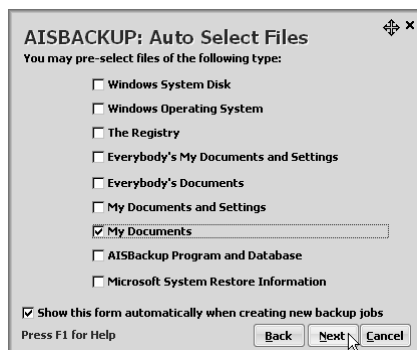 AISBACKUP: Auto Select Files
You may pre-select files of the following type:
Windows System Disk
Windows Operating System
The Registry
Everybody's My Documents and Settings
Everybody's Documents
My Documents and Settings
My Documents
AISBackup Program and Database
Microsoft System Restore Information
Show this form automatically when creating new backup jobs
Press F1 for Help Back Next Cancel